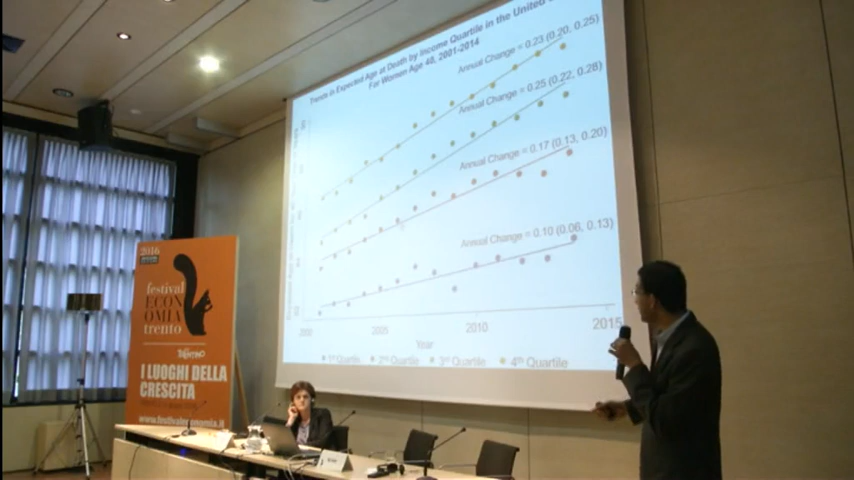 Trends in Expected Age at Death by Income Quartile in the United
For Women Age 40, 2001-2014
Annual Change = 0.23 (0.20, 0.25)
Annual Change = 0.25 (0.22, 0.28)
Annual Change = 0.17 (0.13, 0.20)
Annual Change = 0.10 (0.06, 0.13)
2000
2005
2010
2015
Year
1st Quartile
2nd Quartile
3rd Quartile
4th Quartile
2016
festival
ECON
OMIA
trento
TRENTINO
I LUOGHI DELLA
CRESCITA
www.festivaleconomia.it